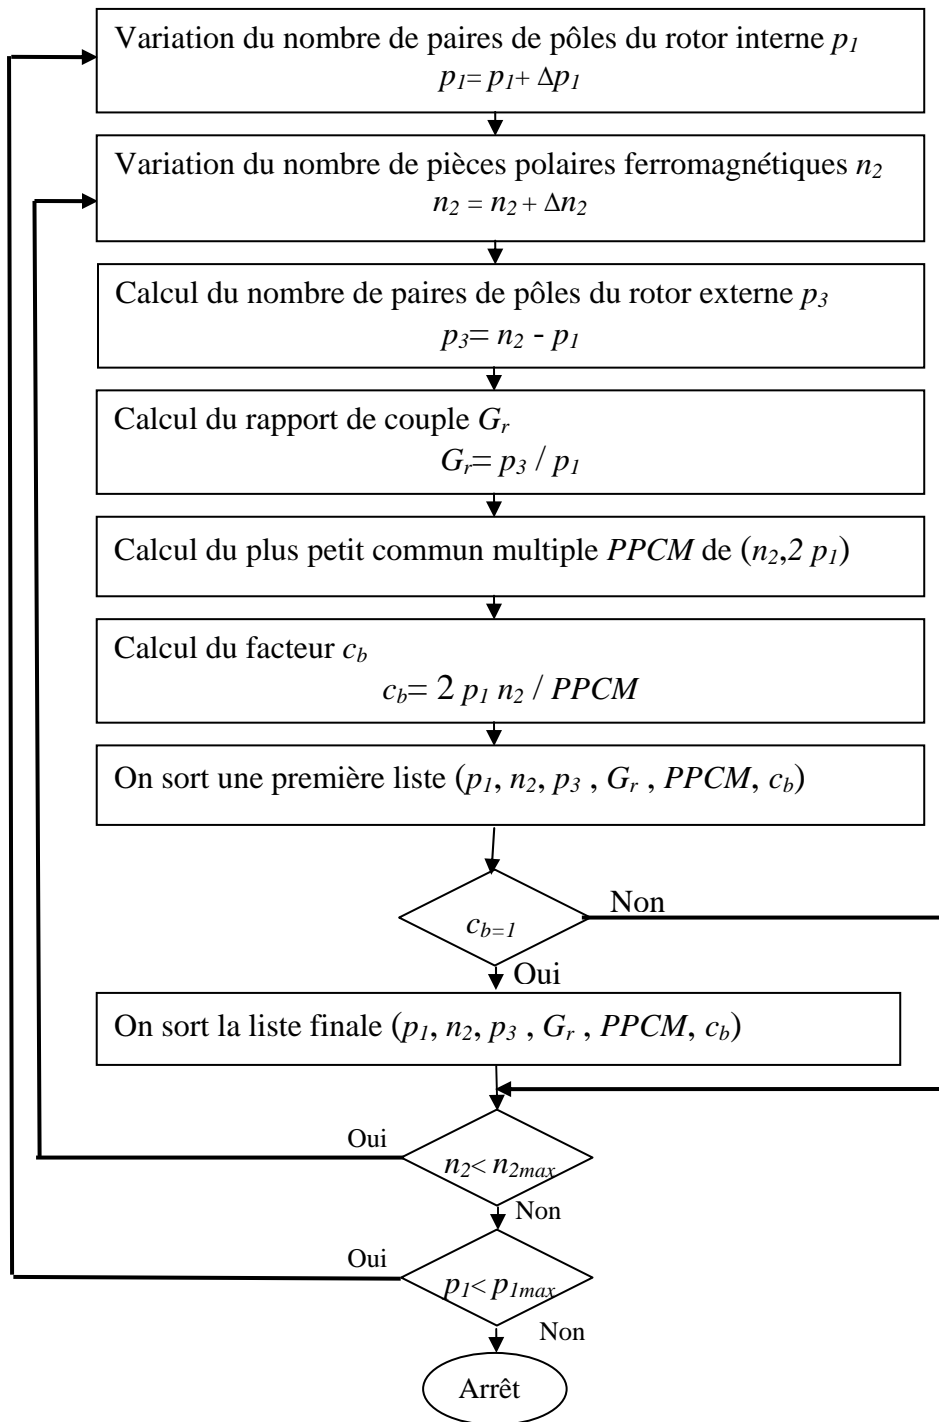 Variation du nombre de paires de pôles du rotor interne p1
p1= p1+ Δp1
Variation du nombre de pièces polaires ferromagnétiques n2
n2 = n2 + Δn2
Calcul du nombre de paires de pôles du rotor externe p3
p3= n2 - p1
Calcul du rapport de couple Gr
Gr= p3 / p1
Calcul du plus petit commun multiple PPCM de (n2,2 p1)
Calcul du facteur cb
cb= 2 p1 n2 / PPCM
On sort une première liste (p1, n2, p3 , Gr , PPCM, cb)
Non
cb=1
Oui
On sort la liste finale (p1, n2, p3 , Gr , PPCM, cb)
Oui
n2< n2max
Non
Oui
p1< p1max
Non
Arrêt